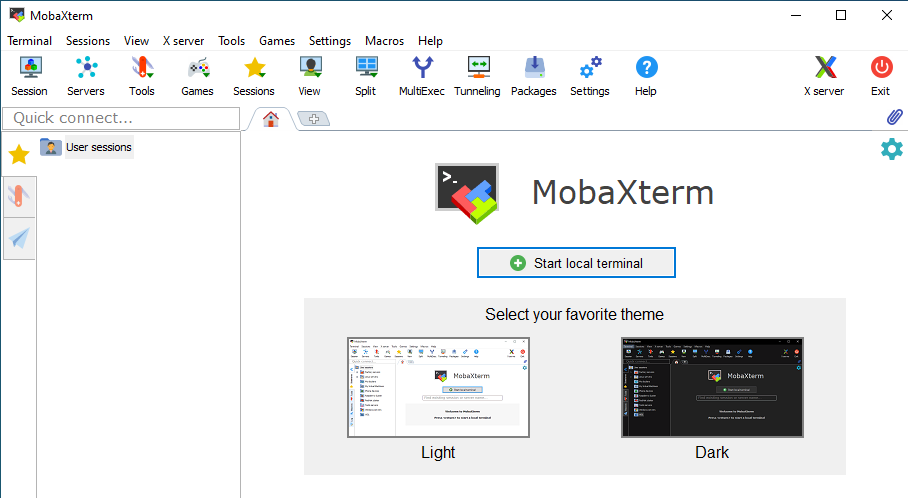 MobaXterm
Terminal Sessions View X server Tools Games Settings Macros Help
Session Servers Tools Games Sessions View Split MultiExec Tunneling Packages Settings Help X server Exit
Quick connect...
User sessions
MobaXterm
Start local terminal
Select your favorite theme
MobaXterm
MobaXterm
Light
Dark